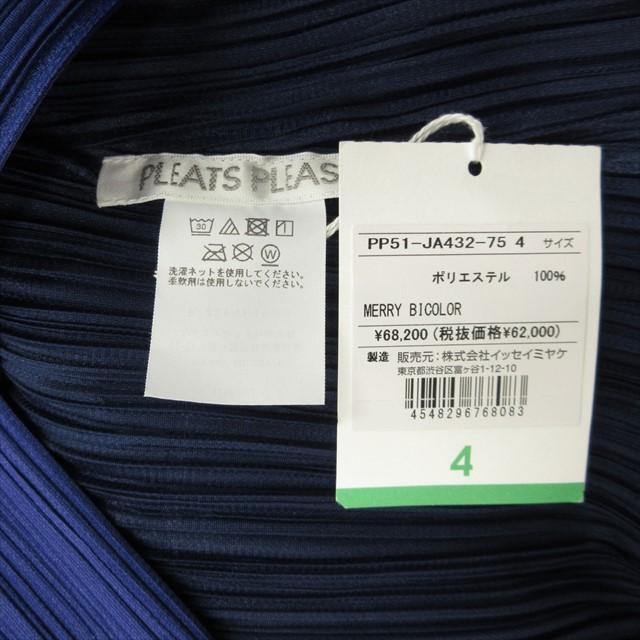 PLEATS PLEAS
30
W
洗濯ネットを使用してください。
柔軟剤は使用しないでください。
PP51-JA432-75 4 サイズ
ポリエステル 100%
MERRY BICOLOR
¥68,200(税抜価格¥62,000)
製造 販売元:株式会社イッセイミヤケ
東京都渋谷区富ヶ谷1-12-10
4548296768083
4